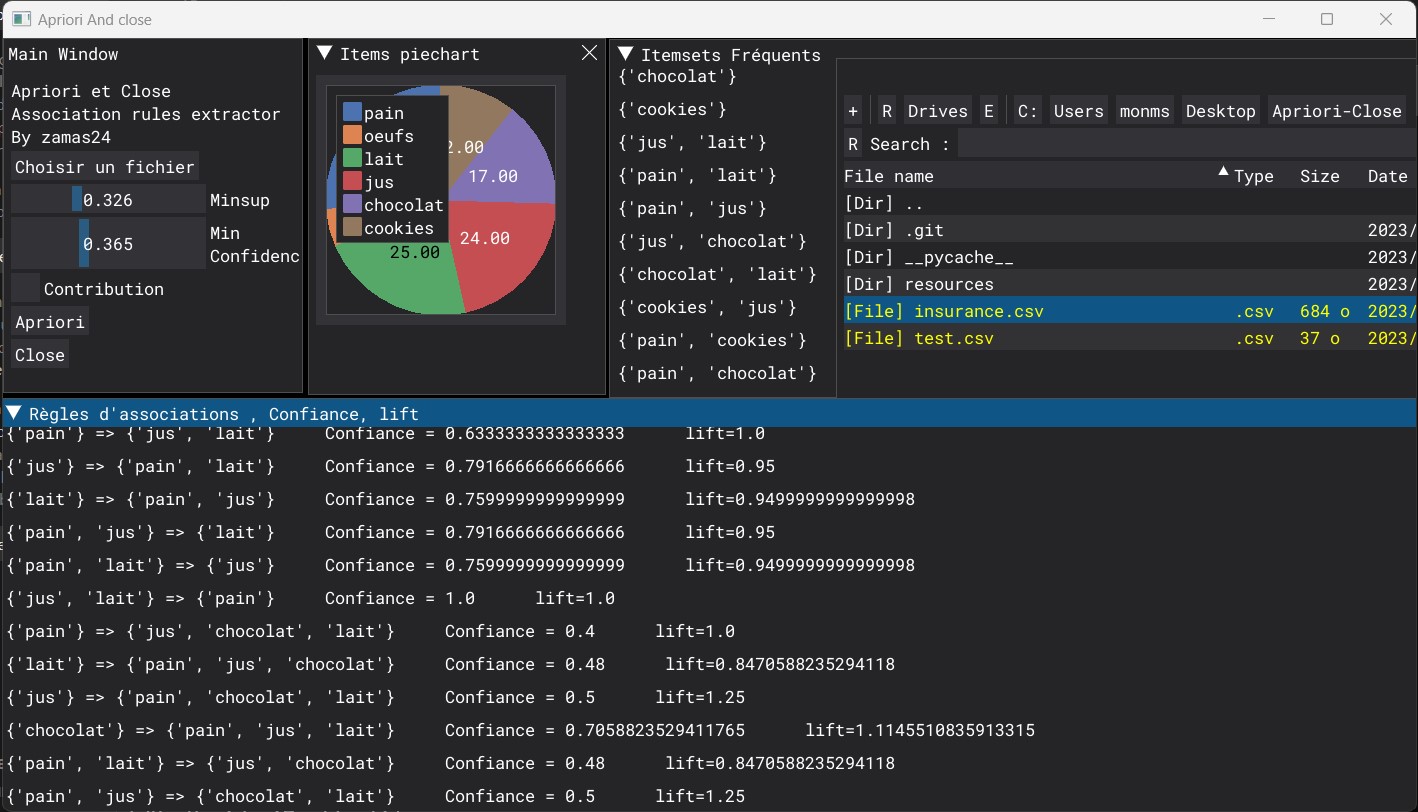 Apriori And close
Main Window
Apriori et Close
Association rules extractor
By zamas24
Choisir un fichier
0.326 Minsup
0.365 Min
Confidenc
Contribution
Apriori
Close
Items piechart
pain
oeufs
lait
jus
chocolat
cookies
2.00
17.00
24.00
25.00
Itemsets Fréquents
{'chocolat'}
{'cookies'}
{'jus', 'lait'}
{'pain', 'lait'}
{'pain', 'jus'}
{'jus', 'chocolat'}
{'chocolat', 'lait'}
{'cookies', 'jus'}
{'pain', 'cookies'}
{'pain', 'chocolat'}
+ R Drives E C: Users monms Desktop Apriori-Close
R Search :
File name Type Size Date
[Dir] ..
[Dir] .git 2023/
[Dir] __pycache__ 2023/
[Dir] resources 2023/
[File] insurance.csv .csv 684 o 2023/
[File] test.csv .csv 37 o 2023/
Règles d'associations , Confiance, lift
{'pain'} => {'jus', 'lait'} Confiance = 0.6333333333333333 lift=1.0
{'jus'} => {'pain', 'lait'} Confiance = 0.7916666666666666 lift=0.95
{'lait'} => {'pain', 'jus'} Confiance = 0.7599999999999999 lift=0.9499999999999998
{'pain', 'jus'} => {'lait'} Confiance = 0.7916666666666666 lift=0.95
{'pain', 'lait'} => {'jus'} Confiance = 0.7599999999999999 lift=0.9499999999999998
{'jus', 'lait'} => {'pain'} Confiance = 1.0 lift=1.0
{'pain'} => {'jus', 'chocolat', 'lait'} Confiance = 0.4 lift=1.0
{'lait'} => {'pain', 'jus', 'chocolat'} Confiance = 0.48 lift=0.8470588235294118
{'jus'} => {'pain', 'chocolat', 'lait'} Confiance = 0.5 lift=1.25
{'chocolat'} => {'pain', 'jus', 'lait'} Confiance = 0.7058823529411765 lift=1.1145510835913315
{'pain', 'lait'} => {'jus', 'chocolat'} Confiance = 0.48 lift=0.8470588235294118
{'pain', 'jus'} => {'chocolat', 'lait'} Confiance = 0.5 lift=1.25